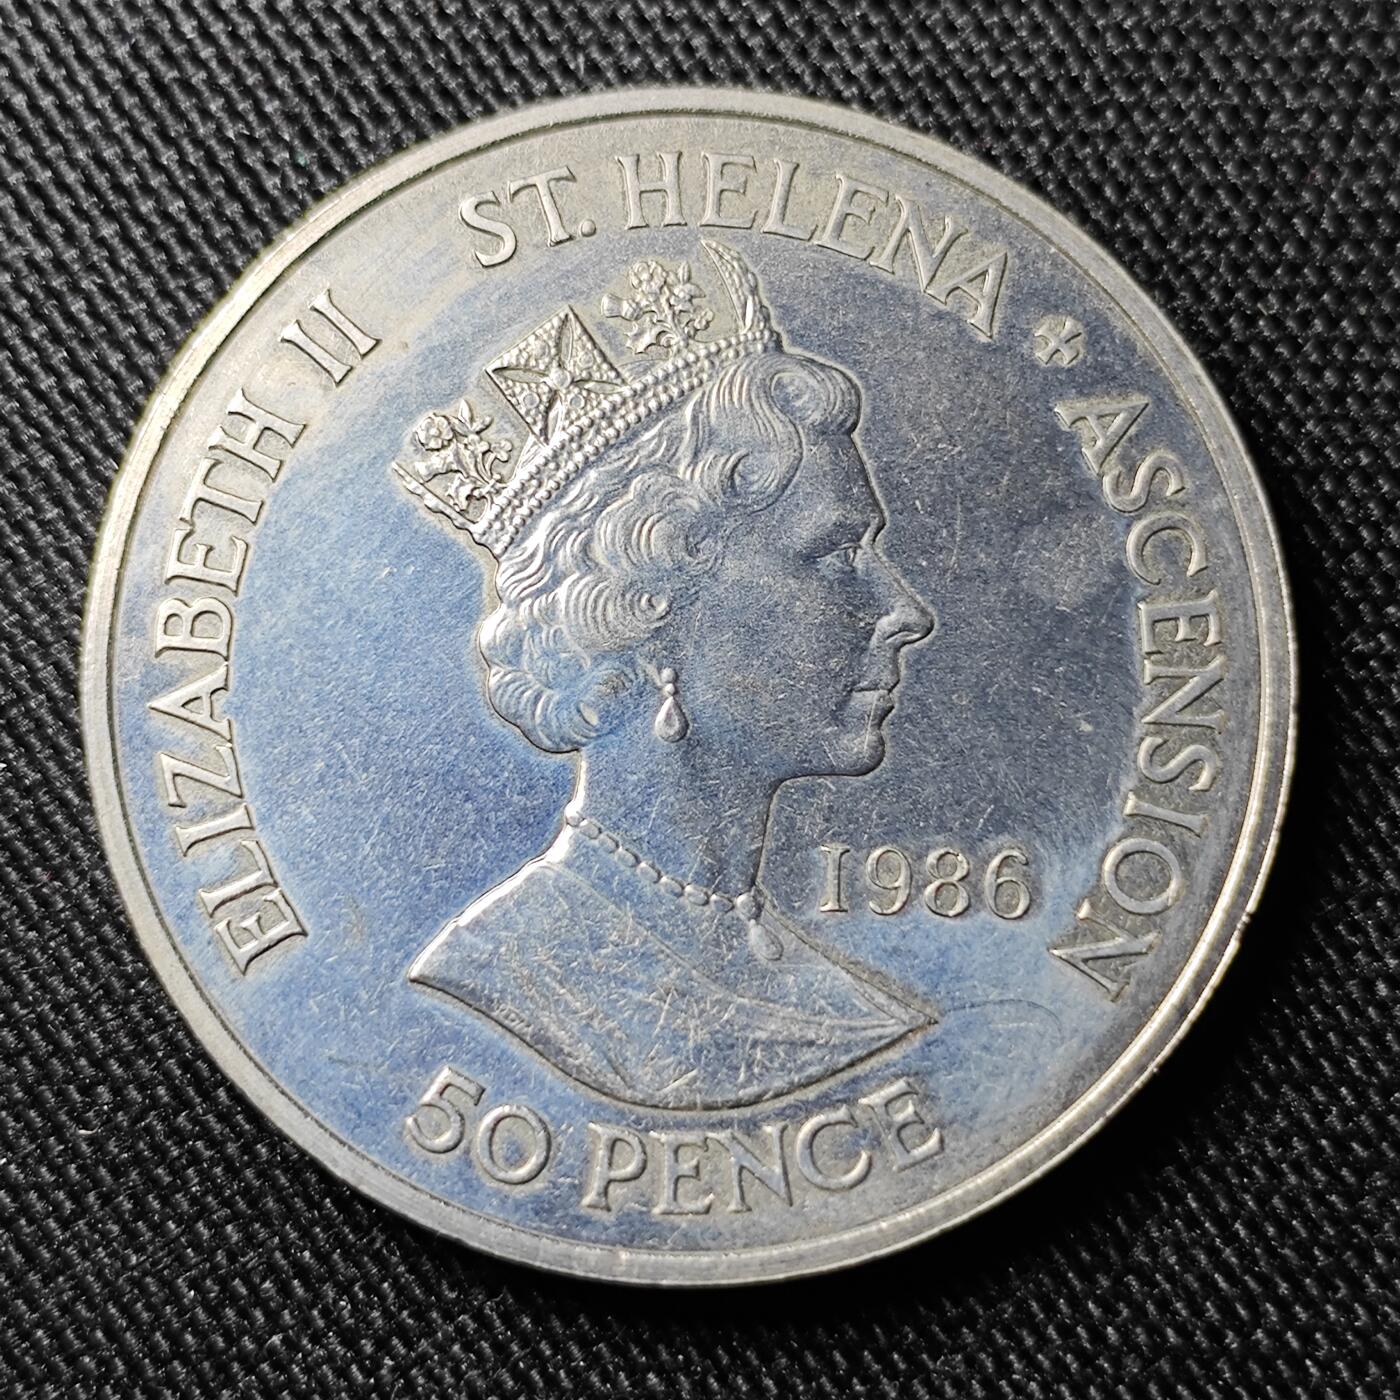 ELIZABETH II ST. HELENA ✠ ASCENSION
1986
50 PENCE